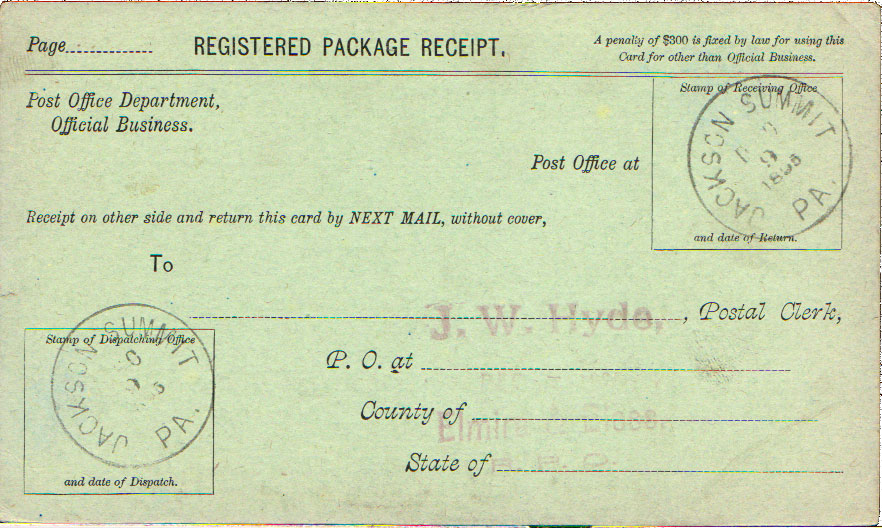 Page
REGISTERED PACKAGE RECEIPT.
A penalty of $300 is fixed by law for using this
Card for other than Official Business.
Post Office Department,
Official Business.
Stamp of Receiving Office
JACKSON SUMMIT PA.
9
1898
and date of Return.
Post Office at
Receipt on other side and return this card by NEXT MAIL, without cover,
To
J. W. Hyde,
, Postal Clerk,
Stamp of Dispatching Office
JACKSON SUMMIT PA.
and date of Dispatch.
P. O. at
County of
Elmira
State of